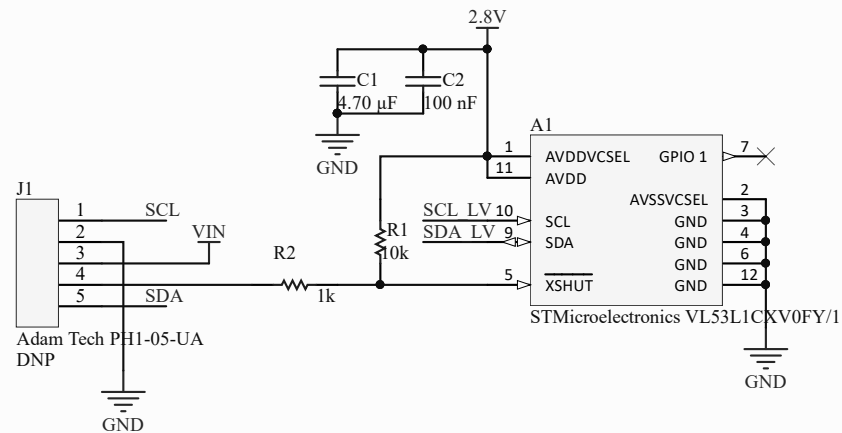 2.8V
C1
4.70 µF
C2
100 nF
GND
A1
1
AVDDVCSEL
GPIO 1
7
11
AVDD
AVSSVCSEL
2
J1
1
SCL
SCL_LV
10
SCL
GND
3
2
VIN
SDA_LV
9
SDA
R1
10k
GND
4
3
R2
GND
6
4
1k
5
XSHUT
GND
12
5
SDA
Adam Tech PH1-05-UA
DNP
STMicroelectronics VL53L1CXV0FY/1
GND
GND